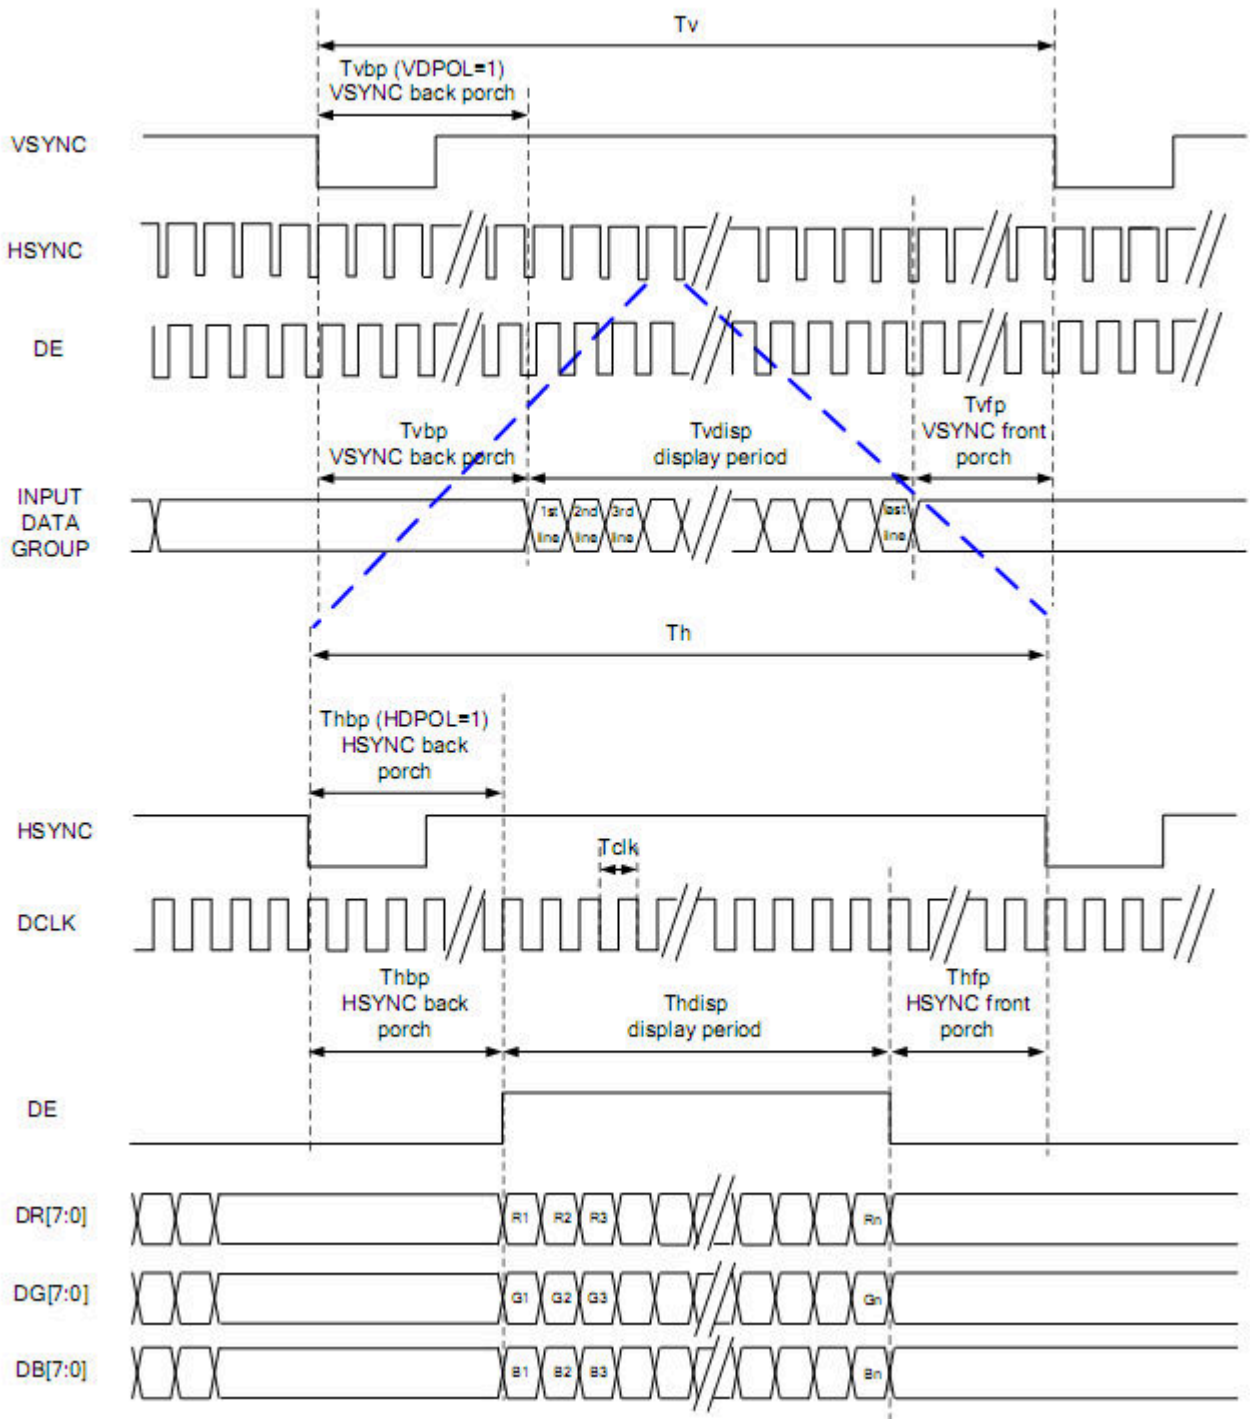 Tv
Tvbp (VDPOL=1)
VSYNC back porch
VSYNC
HSYNC
DE
Tvbp
VSYNC back porch
Tvdisp
display period
Tvfp
VSYNC front
porch
INPUT
DATA
GROUP
1st
line
2nd
line
3rd
line
last
line
Th
Thbp (HDPOL=1)
HSYNC back
porch
HSYNC
Tclk
DCLK
Thbp
HSYNC back
porch
Thdisp
display period
Thfp
HSYNC front
porch
DE
DR[7:0]
R1 R2 R3 Rn
DG[7:0]
G1 G2 G3 Gn
DB[7:0]
B1 B2 B3 Bn